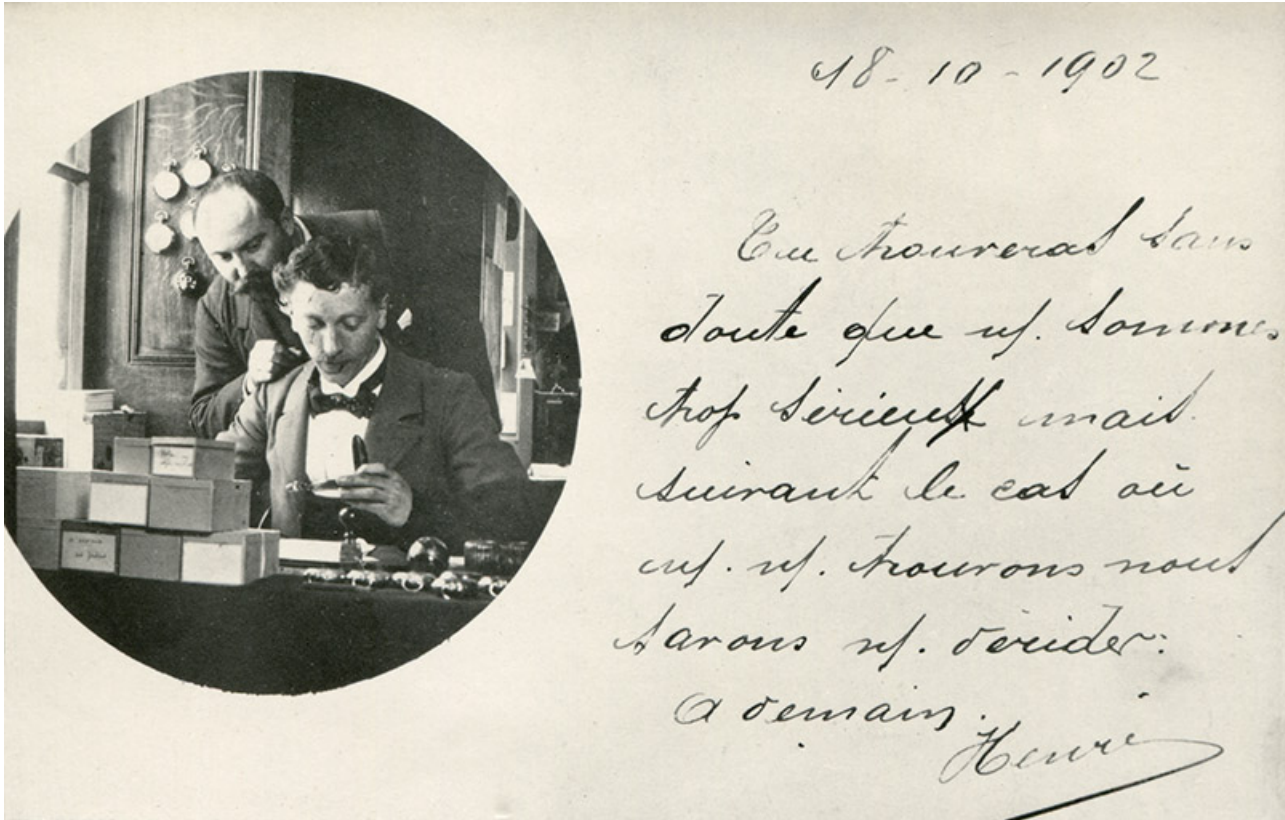 18-10-1902
Tu trouveras sans
doute que ns. sommes
trop sérieux mais
suivant le cas où
ns. ns. trouvons nous
savons ns. dérider.
A demain.
Henri